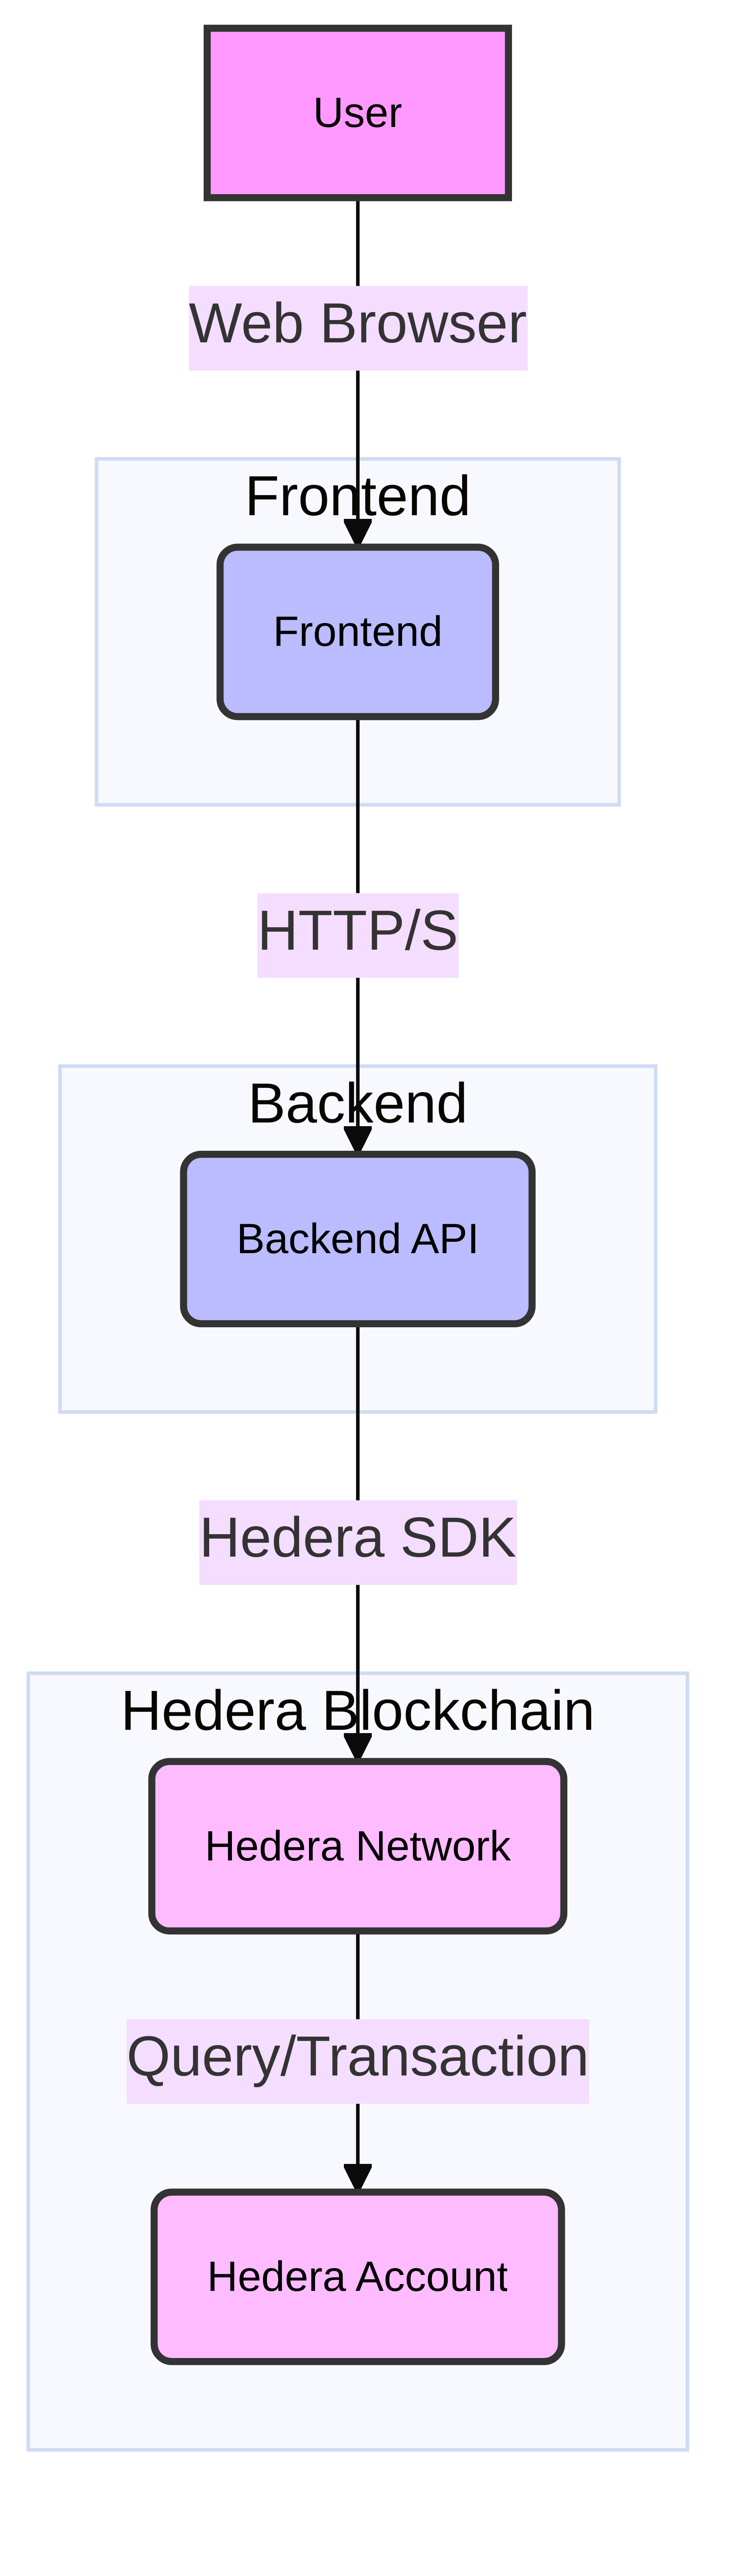 User
Web Browser
Frontend
Frontend
HTTP/S
Backend
Backend API
Hedera SDK
Hedera Blockchain
Hedera Network
Query/Transaction
Hedera Account